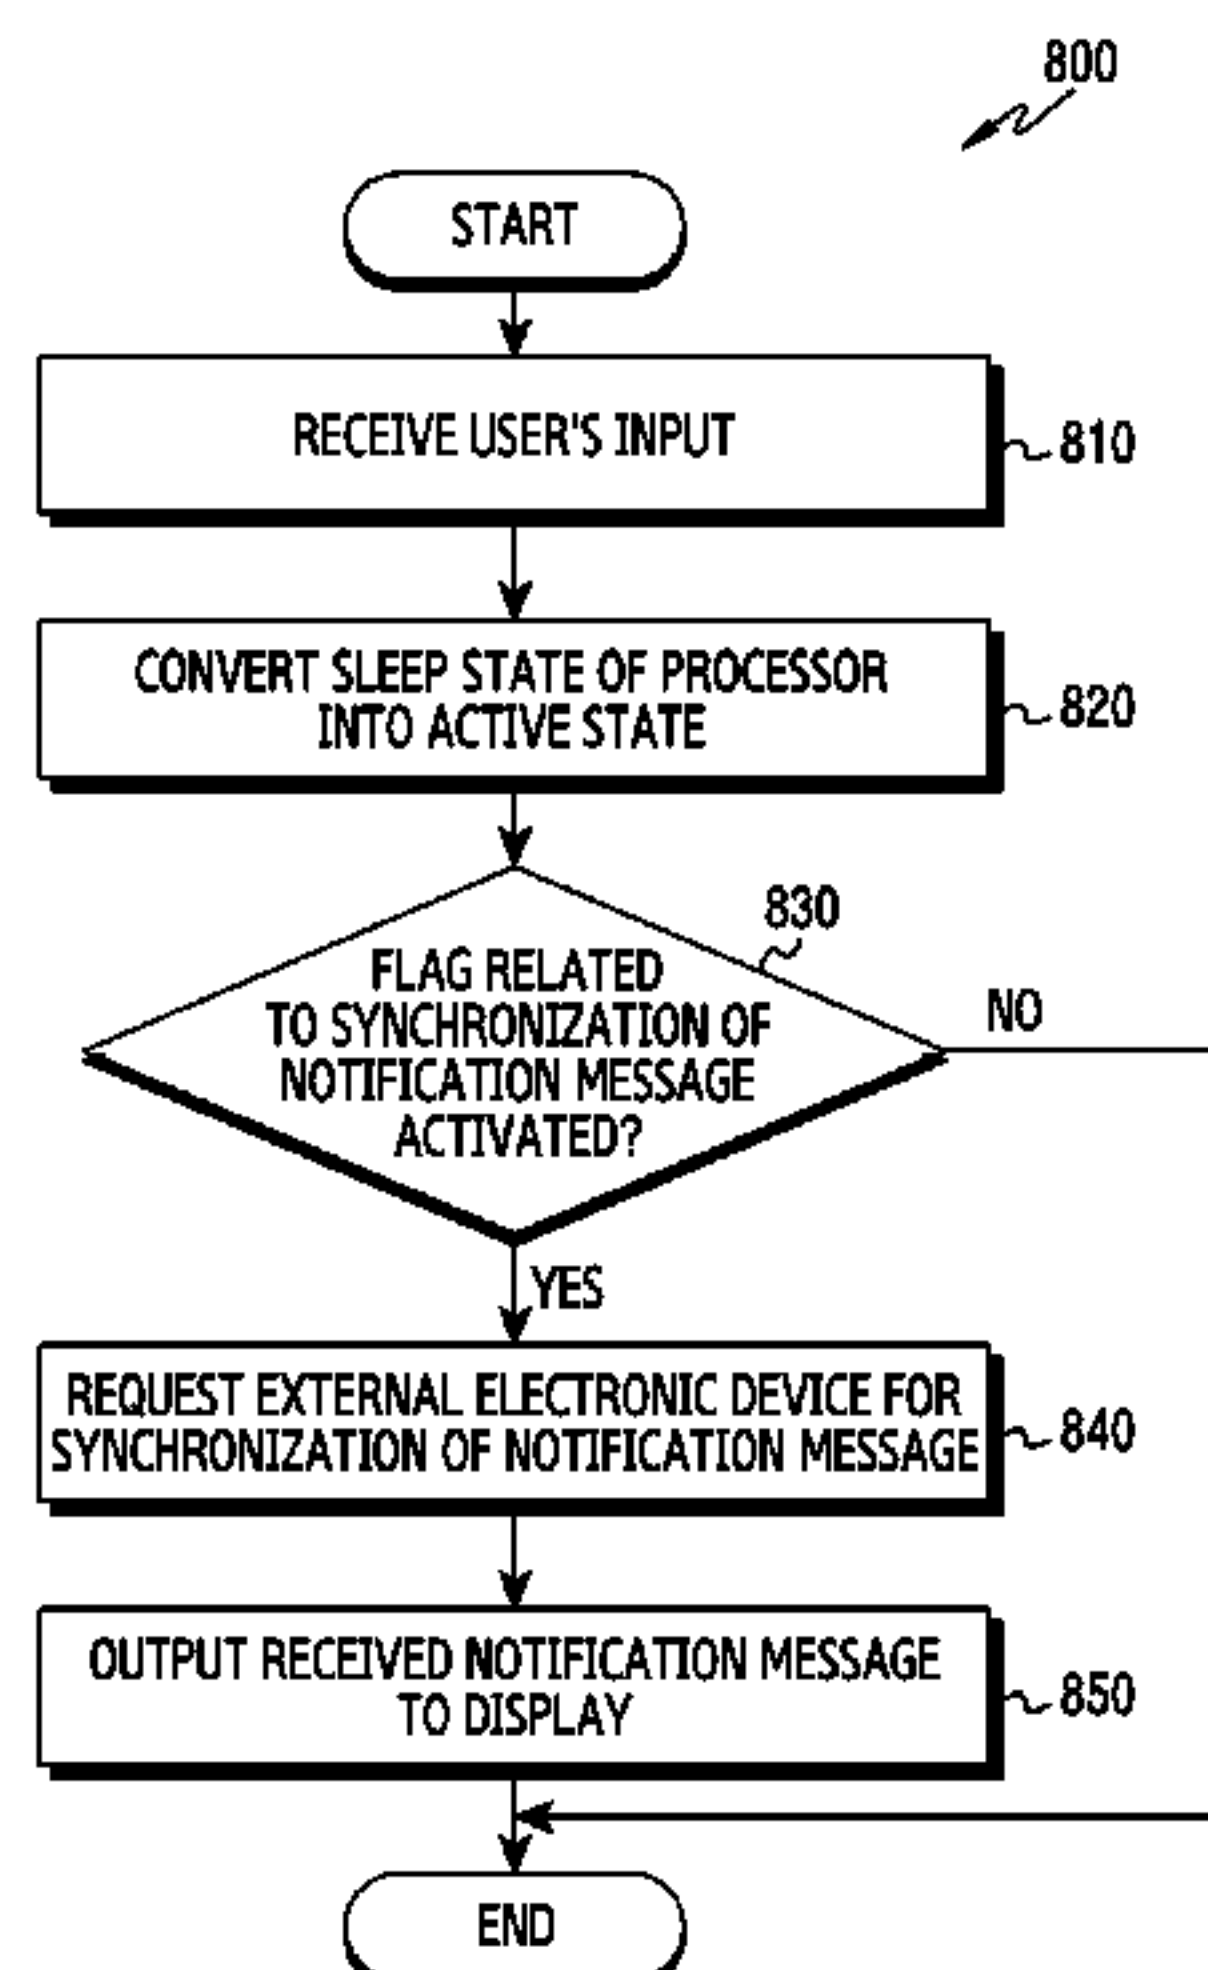 800
START
RECEIVE USER'S INPUT
810
CONVERT SLEEP STATE OF PROCESSOR
INTO ACTIVE STATE
820
830
FLAG RELATED
TO SYNCHRONIZATION OF
NOTIFICATION MESSAGE
ACTIVATED?
NO
YES
REQUEST EXTERNAL ELECTRONIC DEVICE FOR
SYNCHRONIZATION OF NOTIFICATION MESSAGE
840
OUTPUT RECEIVED NOTIFICATION MESSAGE
TO DISPLAY
850
END